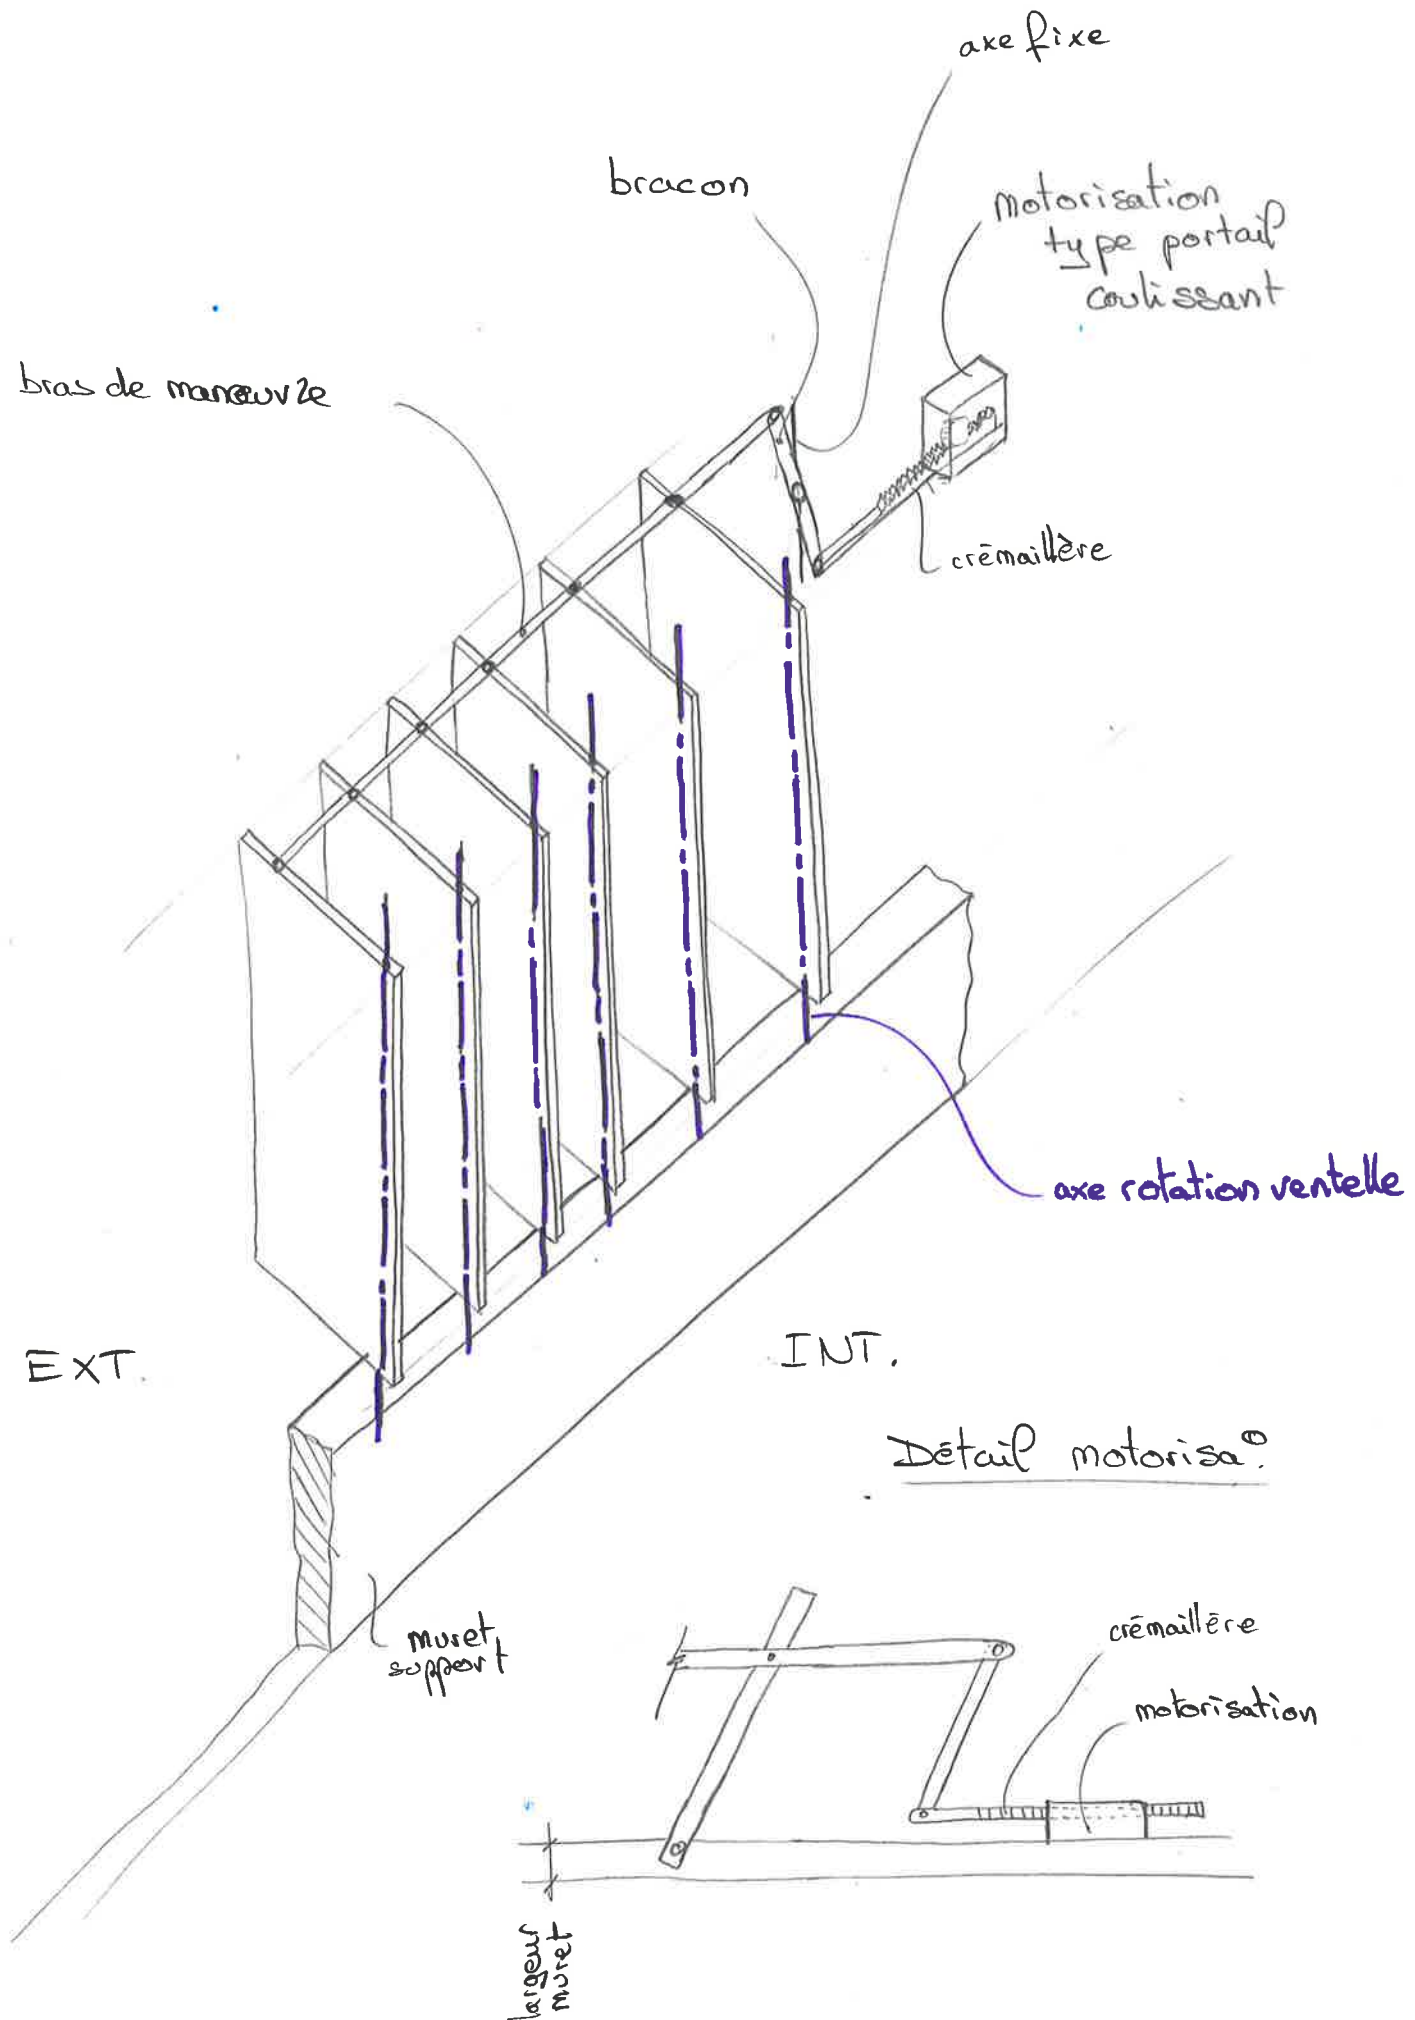 axe fixe
bracon
motorisation
type portail
coulissant
bras de manœuvre
crémaillère
axe rotation ventelle
EXT.
INT.
Détail motorisa°.
muret
support
crémaillère
motorisation
largeur
muret